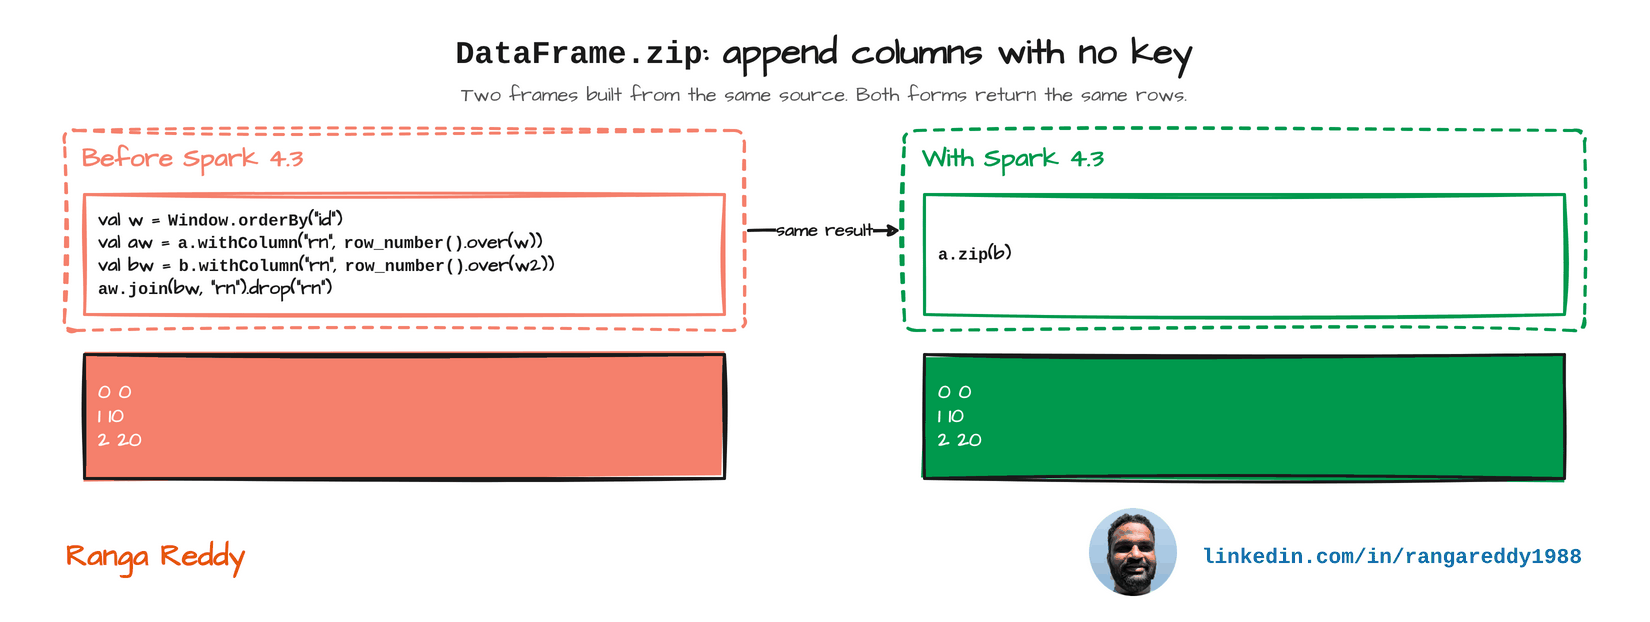 DataFrame.zip: append columns with no key
Two frames built from the same source. Both forms return the same rows.
Before Spark 4.3
val w = Window.orderBy("id")
val aw = a.withColumn("rn", row_number().over(w))
val bw = b.withColumn("rn", row_number().over(w2))
aw.join(bw, "rn").drop("rn")
same result
With Spark 4.3
a.zip(b)
0 0
1 10
2 20
0 0
1 10
2 20
Ranga Reddy
linkedin.com/in/rangareddy1988